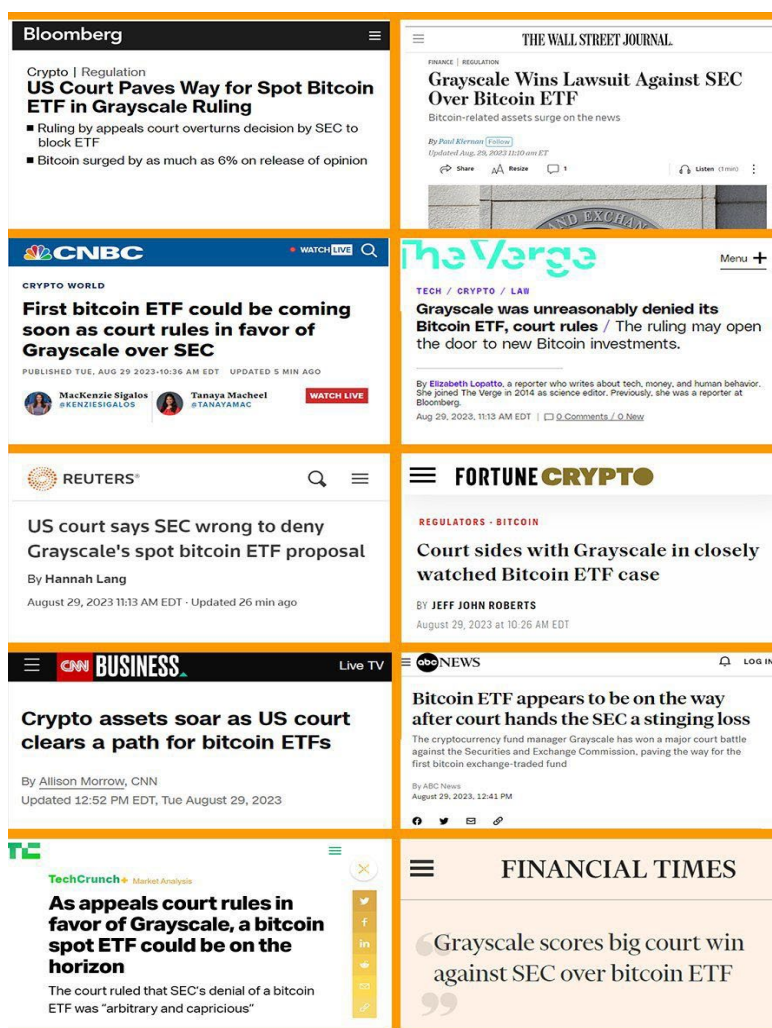 Bloomberg
Crypto | Regulation
US Court Paves Way for Spot Bitcoin
ETF in Grayscale Ruling
■ Ruling by appeals court overturns decision by SEC to
block ETF
■ Bitcoin surged by as much as 6% on release of opinion
THE WALL STREET JOURNAL.
FINANCE | REGULATION
Grayscale Wins Lawsuit Against SEC
Over Bitcoin ETF
Bitcoin-related assets surge on the news
By Paul Kiernan Follow
Updated Aug. 29, 2023 11:10 am ET
Share AA Resize 1 Listen (1 min)
AND EXCHAN
CNBC
• WATCH LIVE
CRYPTO WORLD
First bitcoin ETF could be coming
soon as court rules in favor of
Grayscale over SEC
PUBLISHED TUE, AUG 29 2023•10:36 AM EDT UPDATED 5 MIN AGO
MacKenzie Sigalos
@KENZIESIGALOS
Tanaya Macheel
@TANAYAMAC
WATCH LIVE
The Verge
Menu +
TECH / CRYPTO / LAW
Grayscale was unreasonably denied its
Bitcoin ETF, court rules / The ruling may open
the door to new Bitcoin investments.
By Elizabeth Lopatto, a reporter who writes about tech, money, and human behavior.
She joined The Verge in 2014 as science editor. Previously, she was a reporter at
Bloomberg.
Aug 29, 2023, 11:13 AM EDT | 0 Comments / 0 New
REUTERS®
US court says SEC wrong to deny
Grayscale's spot bitcoin ETF proposal
By Hannah Lang
August 29, 2023 11:13 AM EDT · Updated 26 min ago
FORTUNE CRYPTO
REGULATORS · BITCOIN
Court sides with Grayscale in closely
watched Bitcoin ETF case
BY JEFF JOHN ROBERTS
August 29, 2023 at 10:26 AM EDT
CNN BUSINESS
Live TV
Crypto assets soar as US court
clears a path for bitcoin ETFs
By Allison Morrow, CNN
Updated 12:52 PM EDT, Tue August 29, 2023
abc NEWS
LOG IN
Bitcoin ETF appears to be on the way
after court hands the SEC a stinging loss
The cryptocurrency fund manager Grayscale has won a major court battle
against the Securities and Exchange Commission, paving the way for the
first bitcoin exchange-traded fund
By ABC News
August 29, 2023, 12:41 PM
TC
TechCrunch+ Market Analysis
As appeals court rules in
favor of Grayscale, a bitcoin
spot ETF could be on the
horizon
The court ruled that SEC's denial of a bitcoin
ETF was "arbitrary and capricious"
FINANCIAL TIMES
“Grayscale scores big court win
against SEC over bitcoin ETF
”